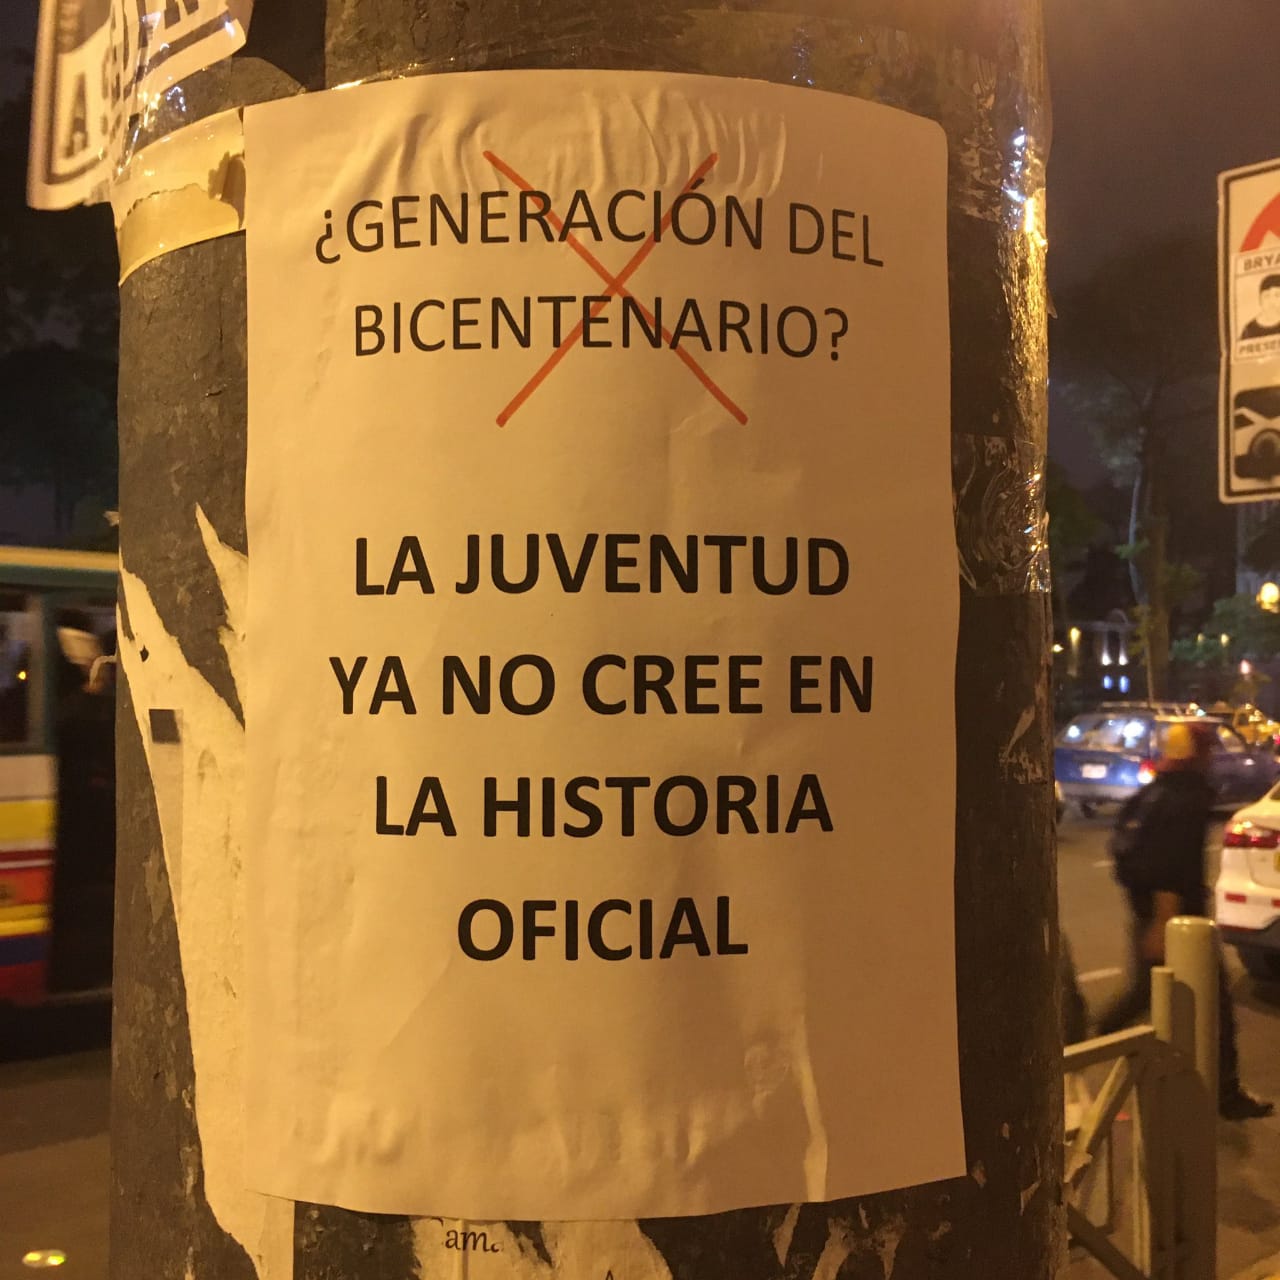 ¿GENERACIÓN DEL
BICENTENARIO?
LA JUVENTUD
YA NO CREE EN
LA HISTORIA
OFICIAL